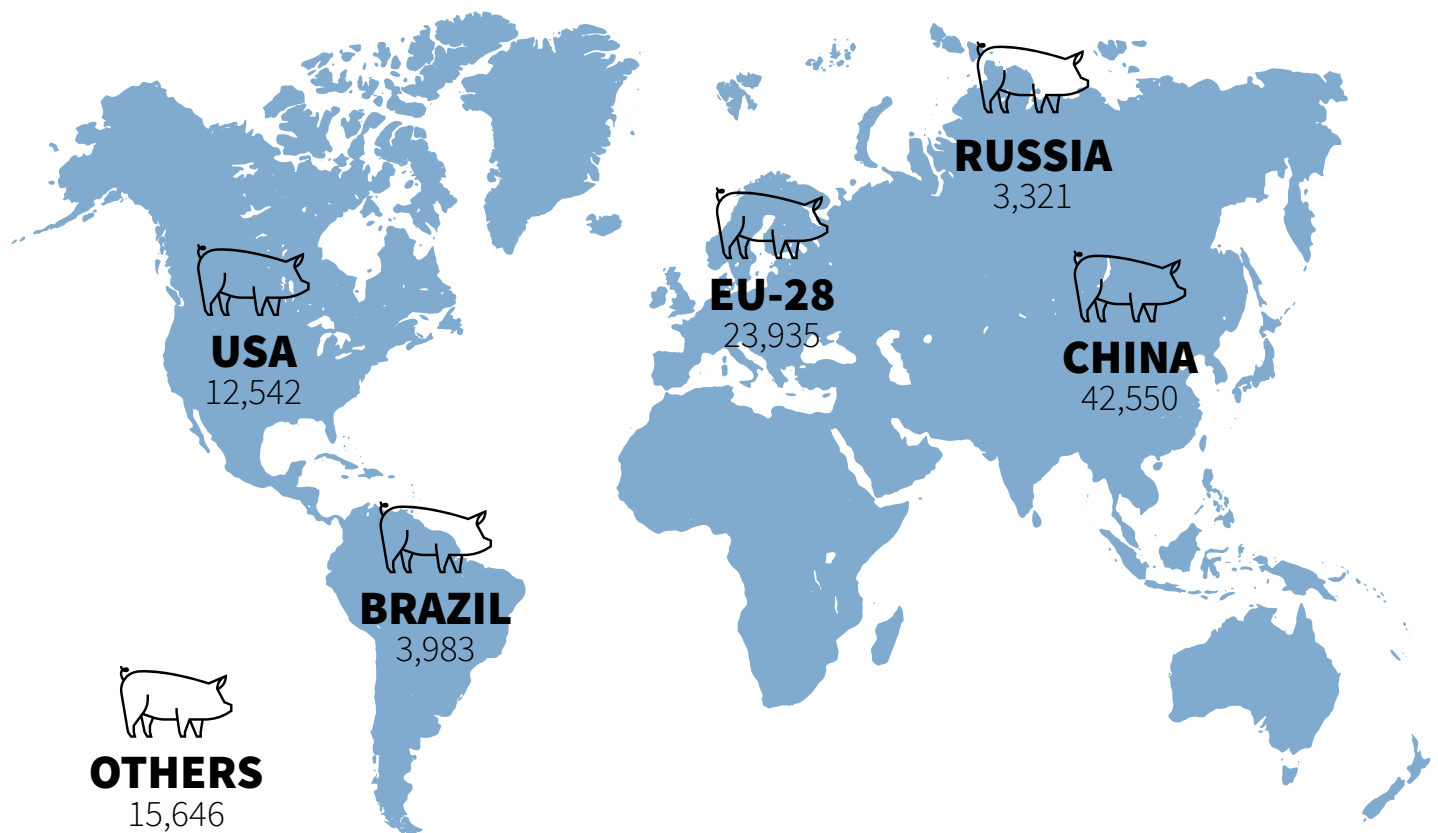 RUSSIA
3,321
EU-28
23,935
USA
12,542
CHINA
42,550
BRAZIL
3,983
OTHERS
15,646